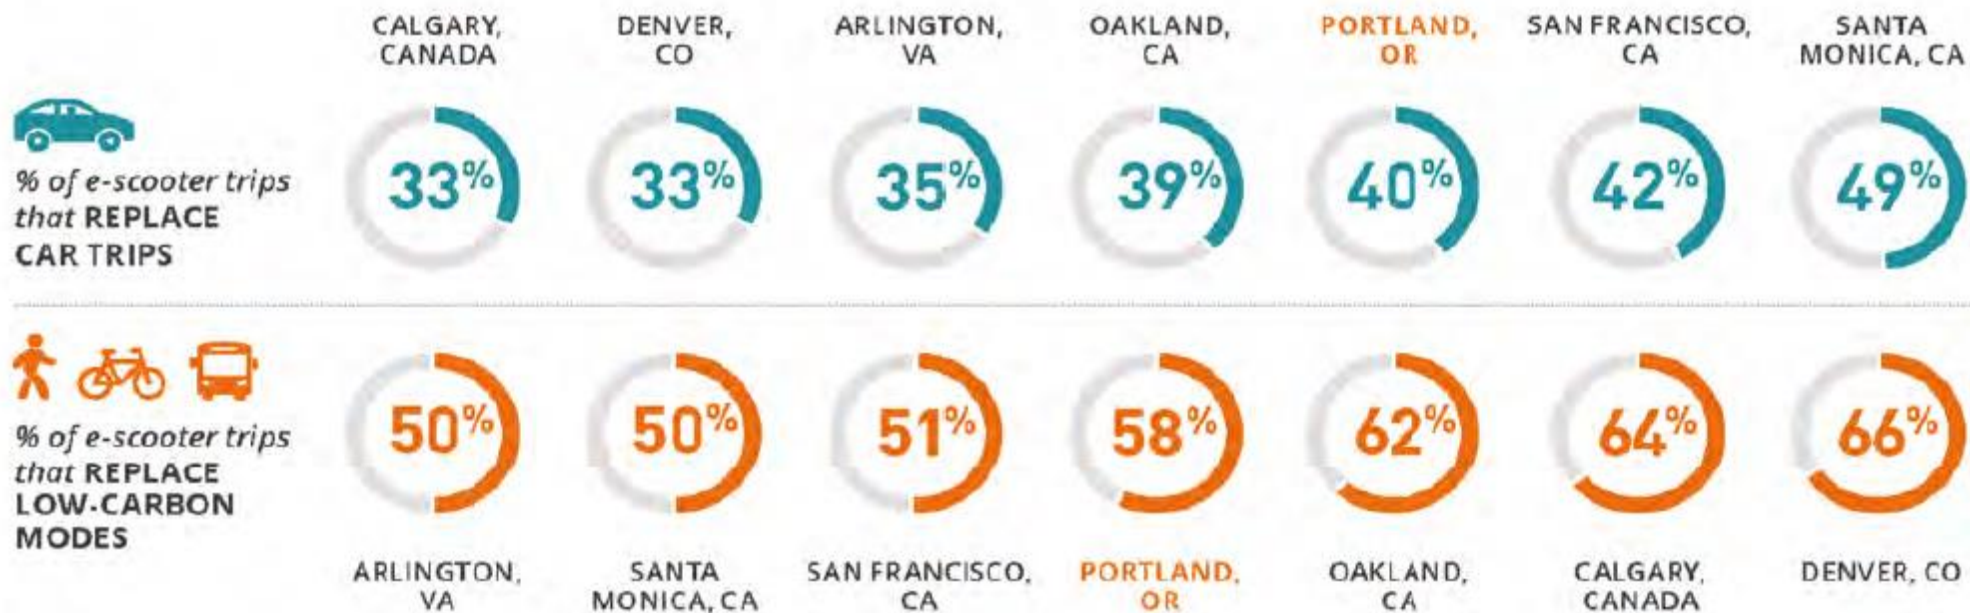 CALGARY,
CANADA
DENVER,
CO
ARLINGTON,
VA
OAKLAND,
CA
PORTLAND,
OR
SAN FRANCISCO,
CA
SANTA
MONICA, CA
% of e-scooter trips
that REPLACE
CAR TRIPS
33%
33%
35%
39%
40%
42%
49%
% of e-scooter trips
that REPLACE
LOW-CARBON
MODES
50%
50%
51%
58%
62%
64%
66%
ARLINGTON,
VA
SANTA
MONICA, CA
SAN FRANCISCO,
CA
PORTLAND,
OR
OAKLAND,
CA
CALGARY,
CANADA
DENVER, CO